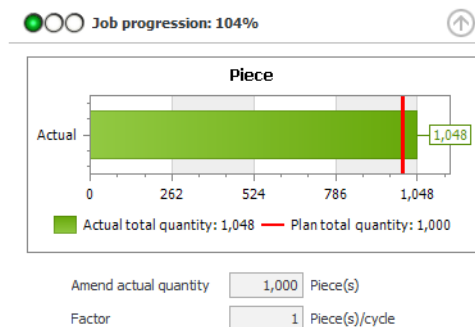 Job progression: 104%
Piece
Actual
1,048
0 262 524 786 1,048
Actual total quantity: 1,048 Plan total quantity: 1,000
Amend actual quantity 1,000 Piece(s)
Factor 1 Piece(s)/cycle